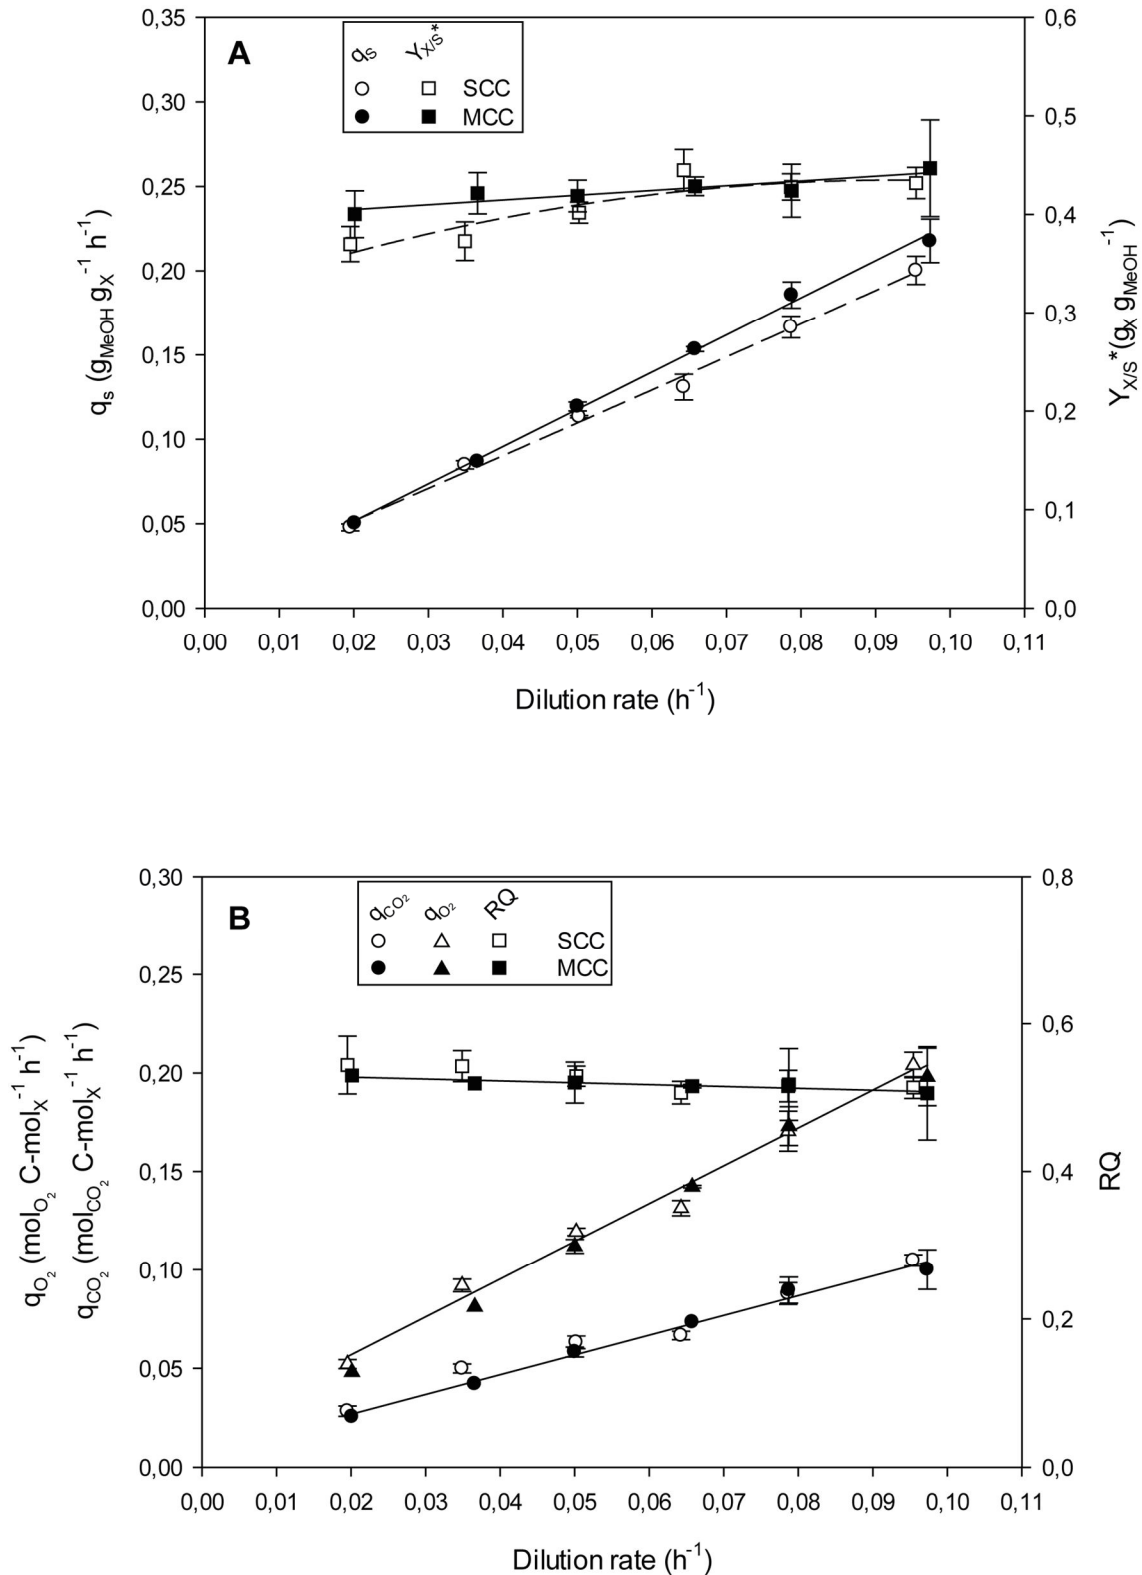 A
qS YX/S*
SCC
MCC
0,35
0,30
0,25
0,20
0,15
0,10
0,05
0,00
qs (gMeOH gX-1 h-1)
0,6
0,5
0,4
0,3
0,2
0,1
0,0
YX/S* (gX gMeOH-1)
0,00 0,01 0,02 0,03 0,04 0,05 0,06 0,07 0,08 0,09 0,10 0,11
Dilution rate (h-1)
B
qCO2 qO2 RQ
SCC
MCC
0,30
0,25
0,20
0,15
0,10
0,05
0,00
qO2 (molO2 C-molX-1 h-1)
qCO2 (molCO2 C-molX-1 h-1)
0,8
0,6
0,4
0,2
0,0
RQ
0,00 0,01 0,02 0,03 0,04 0,05 0,06 0,07 0,08 0,09 0,10 0,11
Dilution rate (h-1)